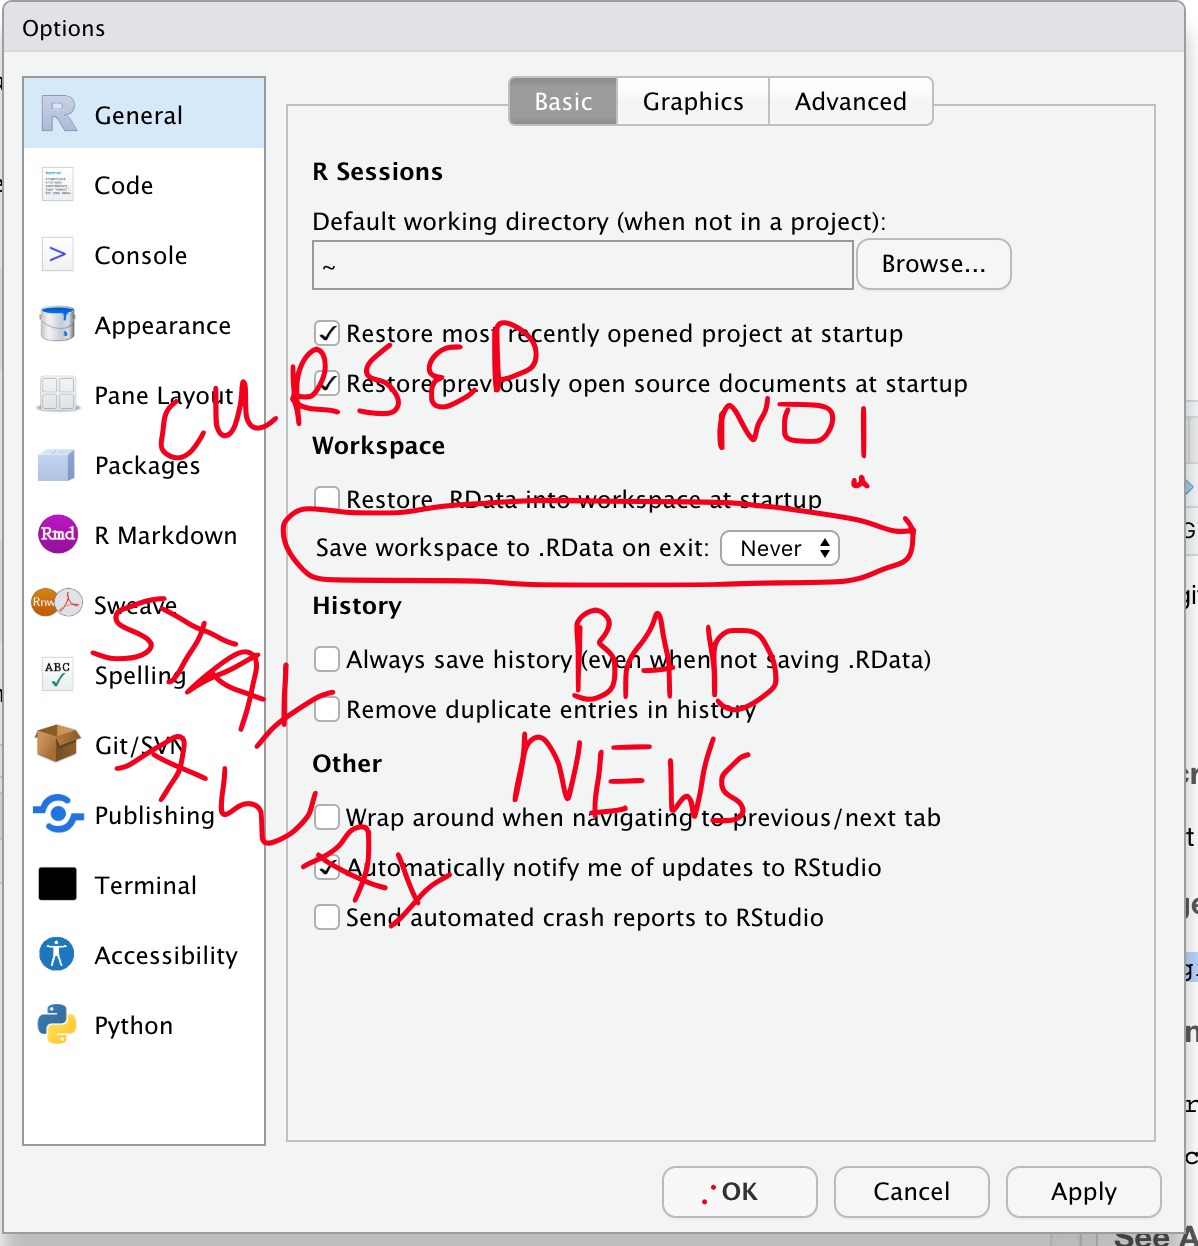 Options
General
Code
Console
Appearance
Pane Layout
Packages
R Markdown
Sweave
Spelling
Git/SVN
Publishing
Terminal
Accessibility
Python
Rmd
Rnw
ABC
Basic Graphics Advanced
R Sessions
Default working directory (when not in a project):
~ Browse...
Restore most recently opened project at startup
Restore previously open source documents at startup
CURSED
NO!
Workspace
Restore .RData into workspace at startup
Save workspace to .RData on exit: Never
History
Always save history (even when not saving .RData)
Remove duplicate entries in history
BAD
NEWS
STAY
AWAY
Other
Wrap around when navigating to previous/next tab
Automatically notify me of updates to RStudio
Send automated crash reports to RStudio
OK Cancel Apply
See A